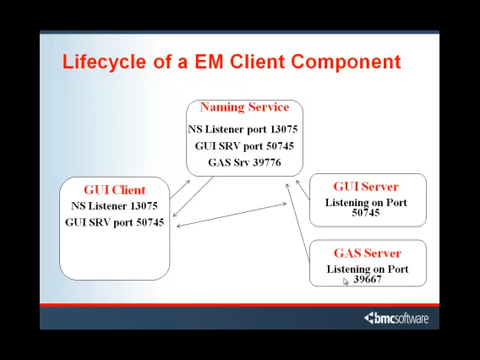 Lifecycle of a EM Client Component
Naming Service
NS Listener port 13075
GUI SRV port 50745
GAS Srv 39776
GUI Client
NS Listener 13075
GUI SRV port 50745
GUI Server
Listening on Port
50745
GAS Server
Listening on Port
39667
bmcsoftware